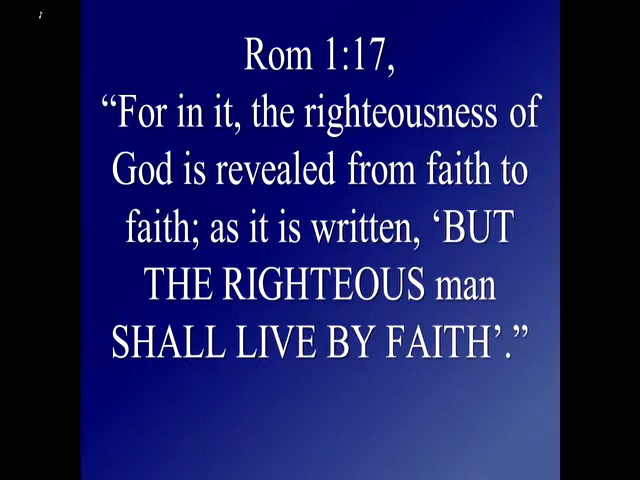 Rom 1:17,
“For in it, the righteousness of
God is revealed from faith to
faith; as it is written, ‘BUT
THE RIGHTEOUS man
SHALL LIVE BY FAITH’.”